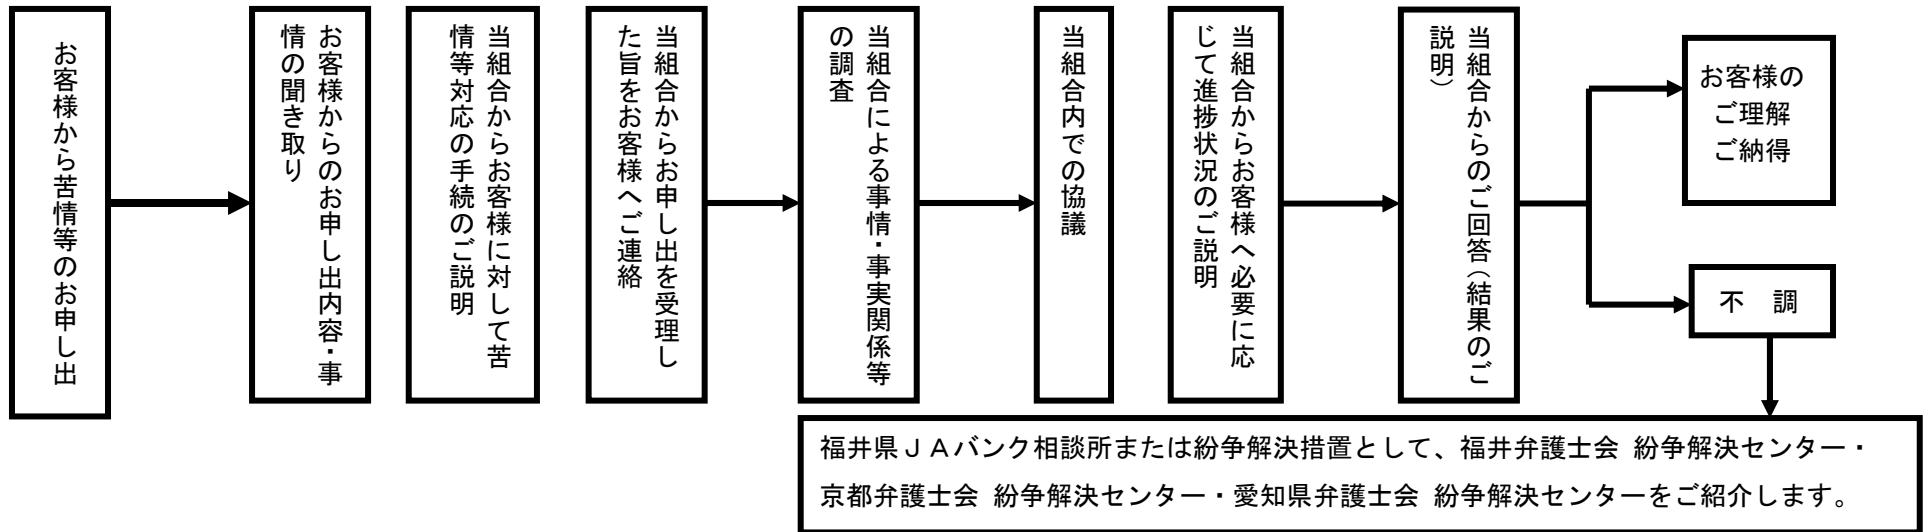 お客様から苦情等のお申し出
お客様からのお申し出内容・事
情の聞き取り
当組合からお客様に対して苦
情等対応の手続のご説明
当組合からお申し出を受理し
た旨をお客様へご連絡
当組合による事情・事実関係等
の調査
当組合内での協議
当組合からお客様へ必要に応
じて進捗状況のご説明
当組合からのご回答（結果のご
説明）
お客様の
ご理解
ご納得
不　調
福井県ＪＡバンク相談所または紛争解決措置として、福井弁護士会 紛争解決センター・
京都弁護士会 紛争解決センター・愛知県弁護士会 紛争解決センターをご紹介します。